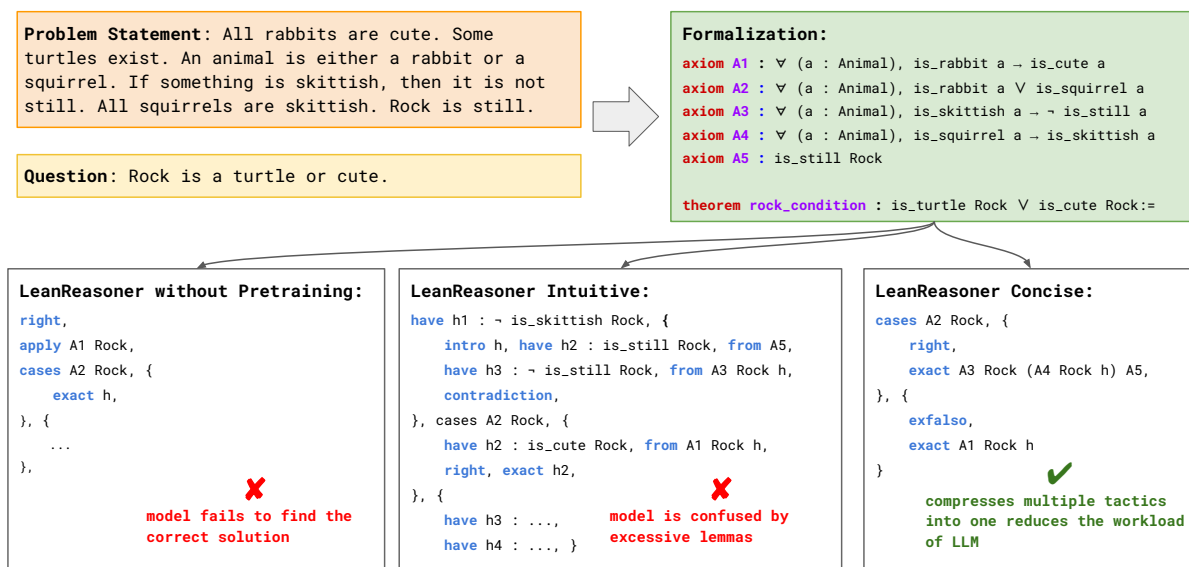 Problem Statement: All rabbits are cute. Some
turtles exist. An animal is either a rabbit or a
squirrel. If something is skittish, then it is not
still. All squirrels are skittish. Rock is still.
Question: Rock is a turtle or cute.
Formalization:
axiom A1 : ∀ (a : Animal), is_rabbit a → is_cute a
axiom A2 : ∀ (a : Animal), is_rabbit a ∨ is_squirrel a
axiom A3 : ∀ (a : Animal), is_skittish a → ¬ is_still a
axiom A4 : ∀ (a : Animal), is_squirrel a → is_skittish a
axiom A5 : is_still Rock
theorem rock_condition : is_turtle Rock ∨ is_cute Rock:=
LeanReasoner without Pretraining:
right,
apply A1 Rock,
cases A2 Rock, {
exact h,
}, {
...
},
✘
model fails to find the
correct solution
LeanReasoner Intuitive:
have h1 : ¬ is_skittish Rock, {
intro h, have h2 : is_still Rock, from A5,
have h3 : ¬ is_still Rock, from A3 Rock h,
contradiction,
}, cases A2 Rock, {
have h2 : is_cute Rock, from A1 Rock h,
right, exact h2,
}, {
have h3 : ...,
have h4 : ..., }
✘
model is confused by
excessive lemmas
LeanReasoner Concise:
cases A2 Rock, {
right,
exact A3 Rock (A4 Rock h) A5,
}, {
exfalso,
exact A1 Rock h
}
✔
compresses multiple tactics
into one reduces the workload
of LLM